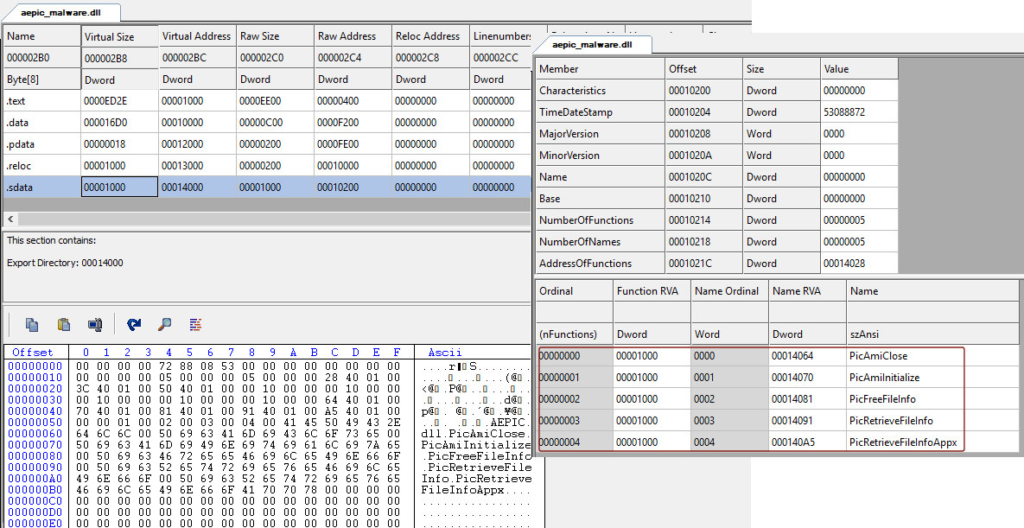 aepic_malware.dll
Name Virtual Size Virtual Address Raw Size Raw Address Reloc Address Linenumbers
000002B0 000002B8 000002BC 000002C0 000002C4 000002C8 000002CC
Byte[8] Dword Dword Dword Dword Dword Dword
.text 0000ED2E 00001000 0000EE00 00000400 00000000 00000000
.data 000016D0 00010000 00000C00 0000F200 00000000 00000000
.pdata 00000018 00012000 00000200 0000FE00 00000000 00000000
.reloc 00001000 00013000 00000200 00010000 00000000 00000000
.sdata 00001000 00014000 00001000 00010200 00000000 00000000
This section contains:
Export Directory: 00014000
Offset 0 1 2 3 4 5 6 7 8 9 A B C D E F Ascii
00000000 00 00 00 00 72 88 08 53 00 00 00 00 00 00 00 00
00000010 00 00 00 00 05 00 00 00 05 00 00 00 28 40 01 00
00000020 3C 40 01 00 50 40 01 00 00 10 00 00 00 10 00 00
00000030 00 10 00 00 00 10 00 00 00 10 00 00 64 40 01 00
00000040 70 40 01 00 81 40 01 00 91 40 01 00 A5 40 01 00
00000050 00 00 01 00 02 00 03 00 04 00 41 45 50 49 43 2E ..........AEPIC.
00000060 64 6C 6C 00 50 69 63 41 6D 69 43 6C 6F 73 65 00 dll.PicAmiClose.
00000070 50 69 63 41 6D 69 49 6E 69 74 69 61 6C 69 7A 65 PicAmiInitialize
00000080 00 50 69 63 46 72 65 65 46 69 6C 65 49 6E 66 6F .PicFreeFileInfo
00000090 00 50 69 63 52 65 74 72 69 65 76 65 46 69 6C 65 .PicRetrieveFile
000000A0 49 6E 66 6F 00 50 69 63 52 65 74 72 69 65 76 65 Info.PicRetrieve
000000B0 46 69 6C 65 49 6E 66 6F 41 70 70 78 00 00 00 00 FileInfoAppx....
000000C0 00 00 00 00 00 00 00 00 00 00 00 00 00 00 00 00 ................
000000D0 00 00 00 00 00 00 00 00 00 00 00 00 00 00 00 00 ................
000000E0 00 00 00 00 00 00 00 00 00 00 00 00 00 00 00 00 ................
aepic_malware.dll
Member Offset Size Value
Characteristics 00010200 Dword 00000000
TimeDateStamp 00010204 Dword 53088872
MajorVersion 00010208 Word 0000
MinorVersion 0001020A Word 0000
Name 0001020C Dword 00000000
Base 00010210 Dword 00000000
NumberOfFunctions 00010214 Dword 00000005
NumberOfNames 00010218 Dword 00000005
AddressOfFunctions 0001021C Dword 00014028
Ordinal Function RVA Name Ordinal Name RVA Name
(nFunctions) Dword Word Dword szAnsi
00000000 00001000 0000 00014064 PicAmiClose
00000001 00001000 0001 00014070 PicAmiInitialize
00000002 00001000 0002 00014081 PicFreeFileInfo
00000003 00001000 0003 00014091 PicRetrieveFileInfo
00000004 00001000 0004 000140A5 PicRetrieveFileInfoAppx